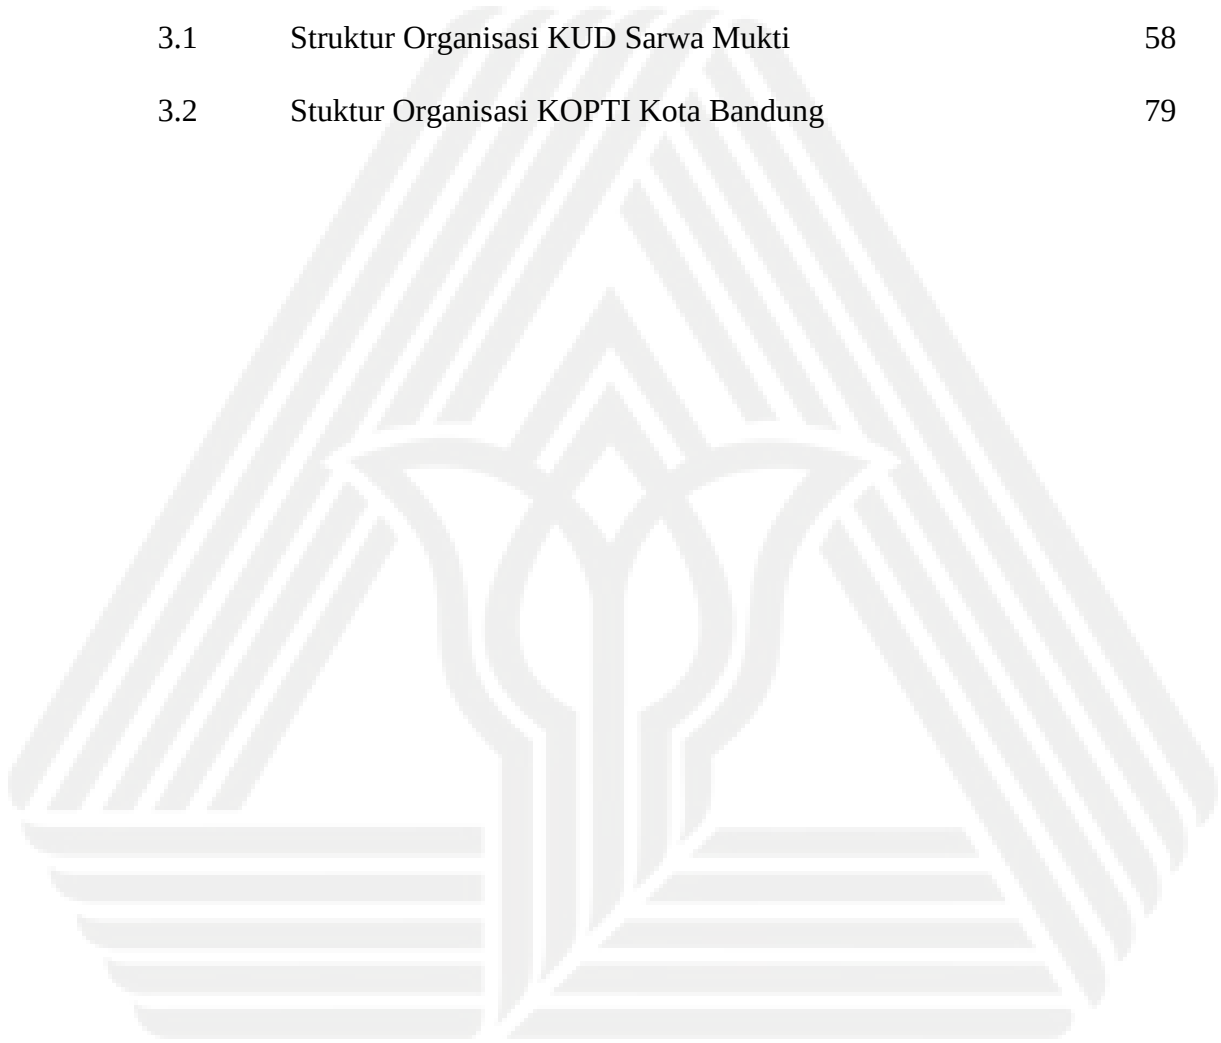 3.1 Struktur Organisasi KUD Sarwa Mukti 58
3.2 Stuktur Organisasi KOPTI Kota Bandung 79